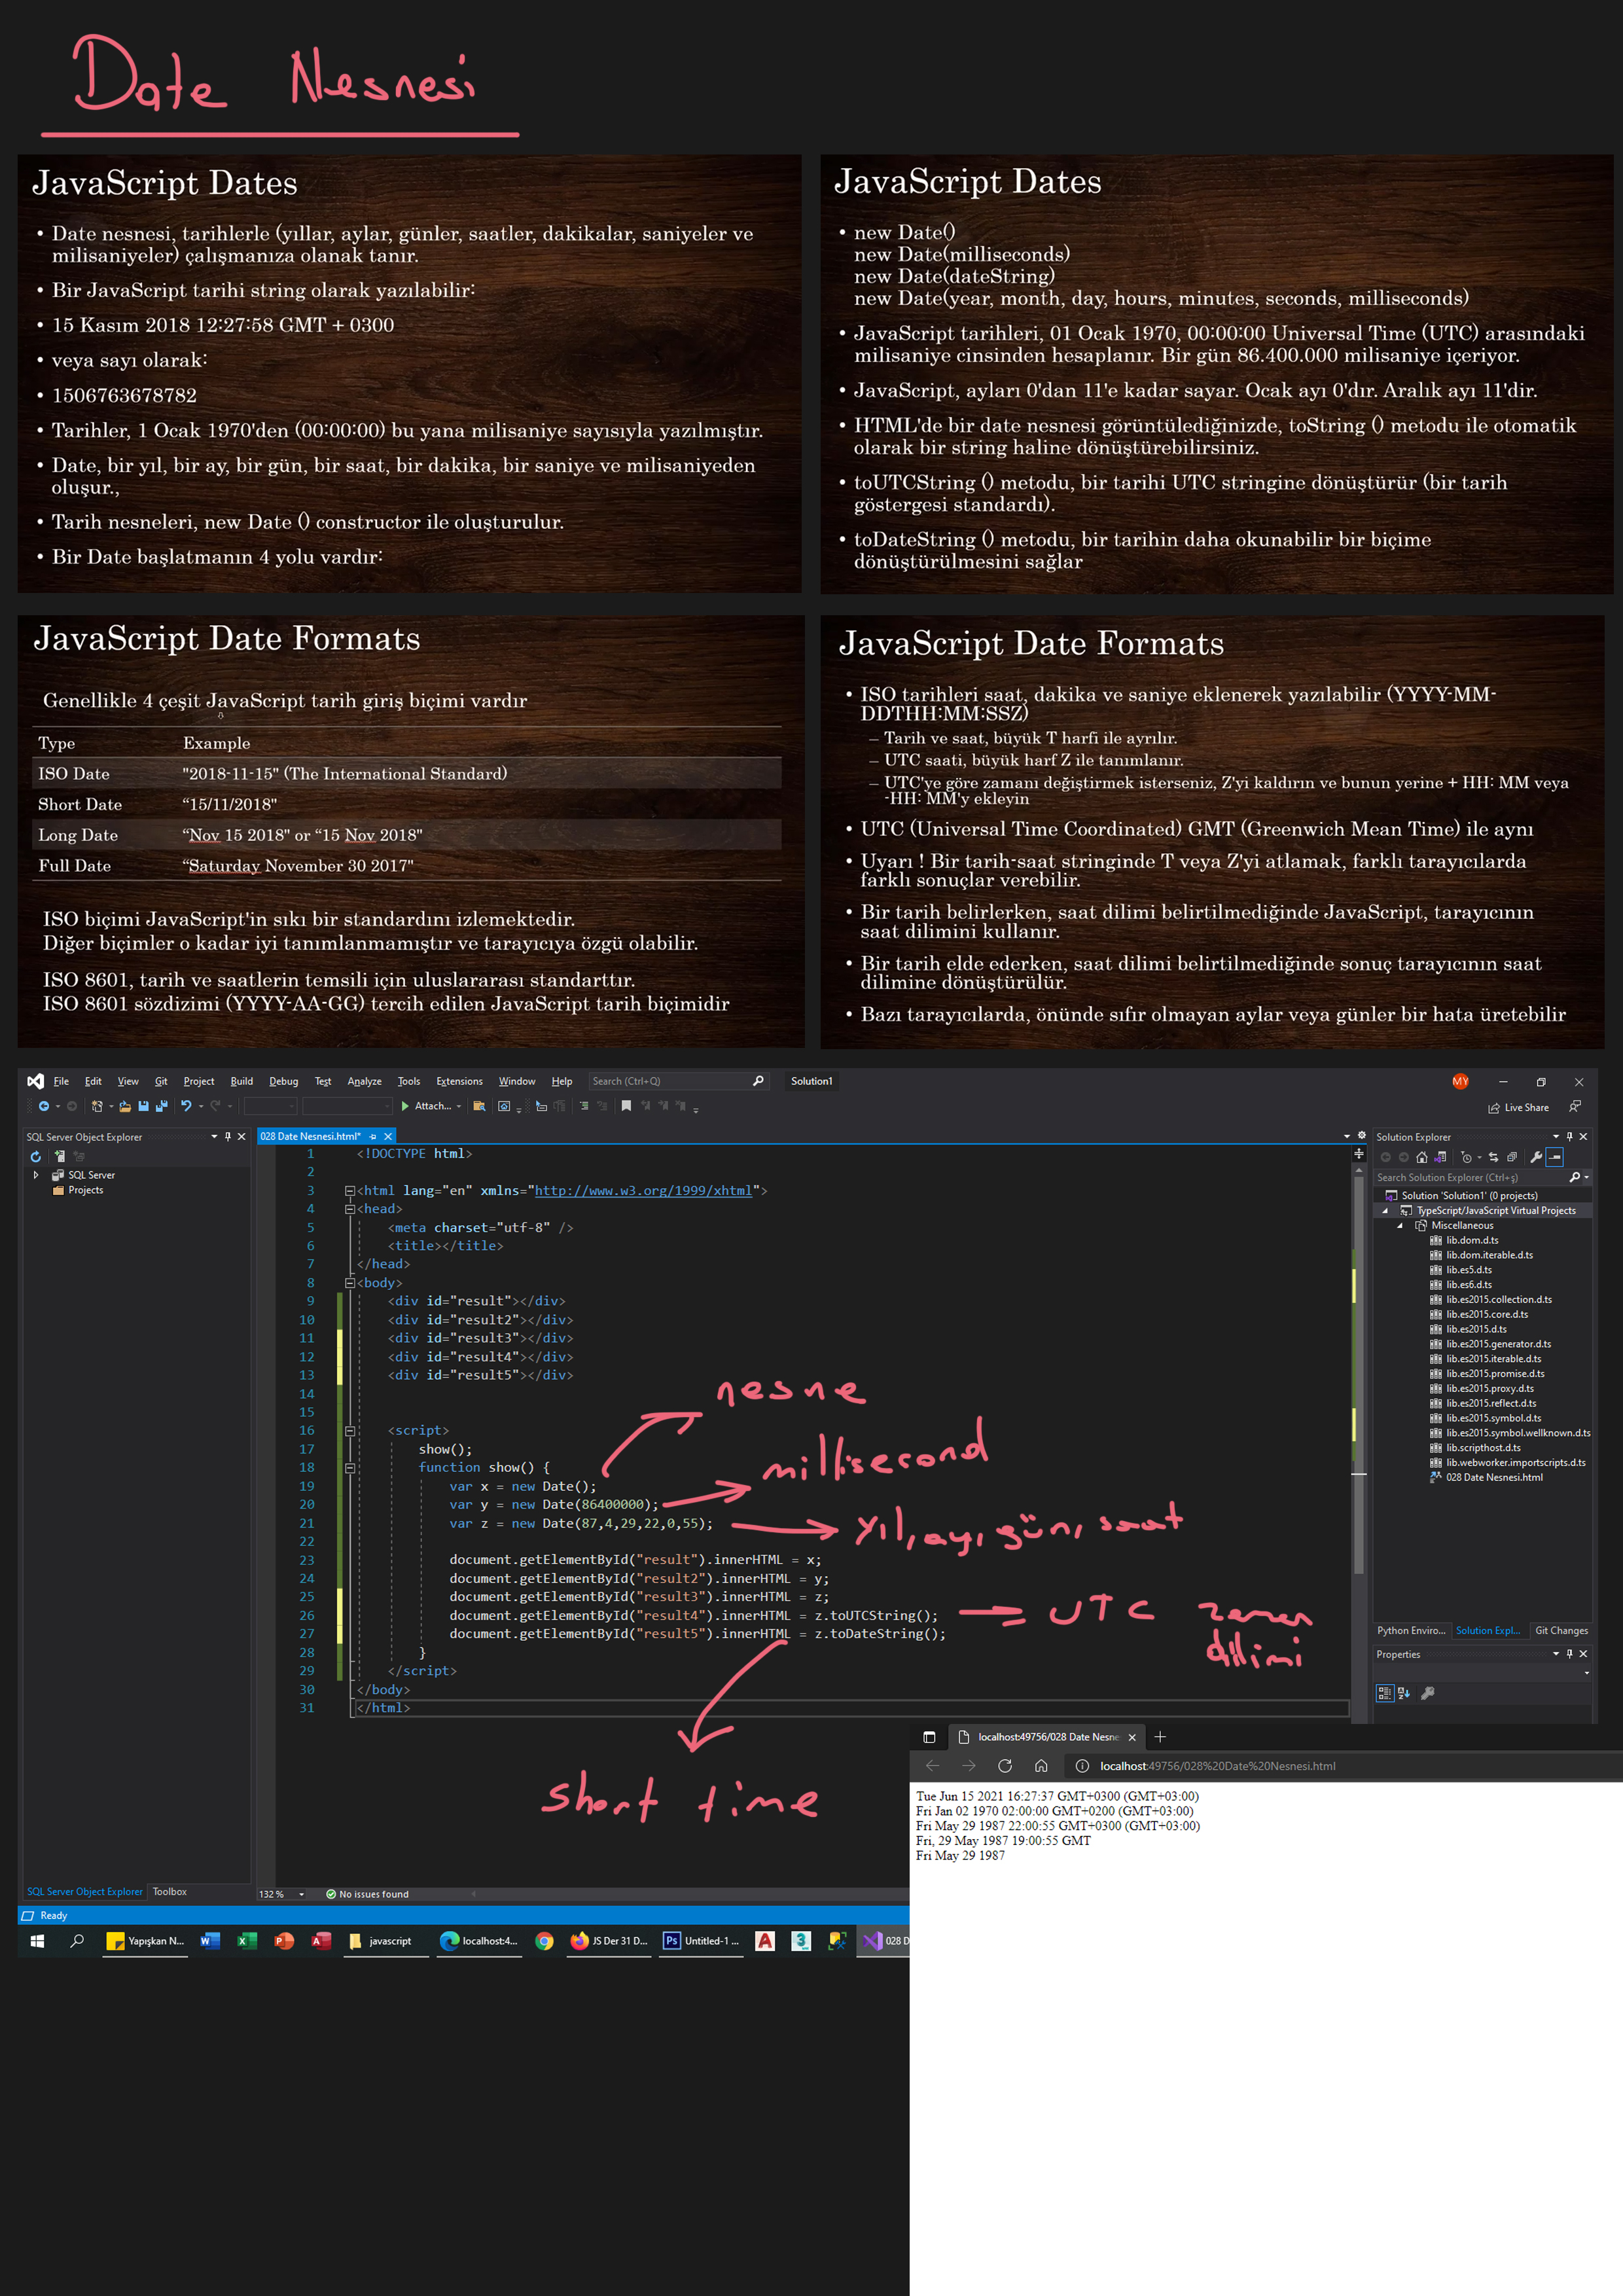 Date Nesnesi
JavaScript Dates
• Date nesnesi, tarihlerle (yıllar, aylar, günler, saatler, dakikalar, saniyeler ve
milisaniyeler) çalışmanıza olanak tanır.
• Bir JavaScript tarihi string olarak yazılabilir:
• 15 Kasım 2018 12:27:58 GMT + 0300
• veya sayı olarak:
• 1506763678782
• Tarihler, 1 Ocak 1970'den (00:00:00) bu yana milisaniye sayısıyla yazılmıştır.
• Date, bir yıl, bir ay, bir gün, bir saat, bir dakika, bir saniye ve milisaniyeden
oluşur.,
• Tarih nesneleri, new Date () constructor ile oluşturulur.
• Bir Date başlatmanın 4 yolu vardır:
JavaScript Dates
• new Date()
new Date(milliseconds)
new Date(dateString)
new Date(year, month, day, hours, minutes, seconds, milliseconds)
• JavaScript tarihleri, 01 Ocak 1970, 00:00:00 Universal Time (UTC) arasındaki
milisaniye cinsinden hesaplanır. Bir gün 86.400.000 milisaniye içeriyor.
• JavaScript, ayları 0'dan 11'e kadar sayar. Ocak ayı 0'dır. Aralık ayı 11'dir.
• HTML'de bir date nesnesi görüntülediğinizde, toString () metodu ile otomatik
olarak bir string haline dönüştürebilirsiniz.
• toUTCString () metodu, bir tarihi UTC stringine dönüştürür (bir tarih
göstergesi standardı).
• toDateString () metodu, bir tarihin daha okunabilir bir biçime
dönüştürülmesini sağlar
JavaScript Date Formats
Genellikle 4 çeşit JavaScript tarih giriş biçimi vardır
Type Example
ISO Date "2018-11-15" (The International Standard)
Short Date “15/11/2018"
Long Date “Nov 15 2018" or “15 Nov 2018"
Full Date “Saturday November 30 2017"
ISO biçimi JavaScript'in sıkı bir standardını izlemektedir.
Diğer biçimler o kadar iyi tanımlanmamıştır ve tarayıcıya özgü olabilir.
ISO 8601, tarih ve saatlerin temsili için uluslararası standarttır.
ISO 8601 sözdizimi (YYYY-AA-GG) tercih edilen JavaScript tarih biçimidir
JavaScript Date Formats
• ISO tarihleri saat, dakika ve saniye eklenerek yazılabilir (YYYY-MM-
DDTHH:MM:SSZ)
– Tarih ve saat, büyük T harfi ile ayrılır.
– UTC saati, büyük harf Z ile tanımlanır.
– UTC'ye göre zamanı değiştirmek isterseniz, Z'yi kaldırın ve bunun yerine + HH: MM veya
-HH: MM'y ekleyin
• UTC (Universal Time Coordinated) GMT (Greenwich Mean Time) ile aynı
• Uyarı ! Bir tarih-saat stringinde T veya Z'yi atlamak, farklı tarayıcılarda
farklı sonuçlar verebilir.
• Bir tarih belirlerken, saat dilimi belirtilmediğinde JavaScript, tarayıcının
saat dilimini kullanır.
• Bir tarih elde ederken, saat dilimi belirtilmediğinde sonuç tarayıcının saat
dilimine dönüştürülür.
• Bazı tarayıcılarda, önünde sıfır olmayan aylar veya günler bir hata üretebilir
File Edit View Git Project Build Debug Test Analyze Tools Extensions Window Help Search (Ctrl+Q) Solution1 MY
Attach... Live Share
SQL Server Object Explorer
SQL Server
Projects
028 Date Nesnesi.html*
1 <!DOCTYPE html>
2
3 <html lang="en" xmlns="http://www.w3.org/1999/xhtml">
4 <head>
5 <meta charset="utf-8" />
6 <title></title>
7 </head>
8 <body>
9 <div id="result"></div>
10 <div id="result2"></div>
11 <div id="result3"></div>
12 <div id="result4"></div>
13 <div id="result5"></div>
14
15
16 <script>
17 show();
18 function show() {
19 var x = new Date();
20 var y = new Date(86400000);
21 var z = new Date(87,4,29,22,0,55);
22
23 document.getElementById("result").innerHTML = x;
24 document.getElementById("result2").innerHTML = y;
25 document.getElementById("result3").innerHTML = z;
26 document.getElementById("result4").innerHTML = z.toUTCString();
27 document.getElementById("result5").innerHTML = z.toDateString();
28 }
29 </script>
30 </body>
31 </html>
nesne
millisecond
yıl, ay, gün, saat
UTC zaman
dilimi
short time
Solution Explorer
Search Solution Explorer (Ctrl+ş)
Solution 'Solution1' (0 projects)
TypeScript/JavaScript Virtual Projects
Miscellaneous
lib.dom.d.ts
lib.dom.iterable.d.ts
lib.es5.d.ts
lib.es6.d.ts
lib.es2015.collection.d.ts
lib.es2015.core.d.ts
lib.es2015.d.ts
lib.es2015.generator.d.ts
lib.es2015.iterable.d.ts
lib.es2015.promise.d.ts
lib.es2015.proxy.d.ts
lib.es2015.reflect.d.ts
lib.es2015.symbol.d.ts
lib.es2015.symbol.wellknown.d.ts
lib.scripthost.d.ts
lib.webworker.importscripts.d.ts
028 Date Nesnesi.html
Python Enviro... Solution Expl... Git Changes
Properties
localhost:49756/028 Date Nesne
localhost:49756/028%20Date%20Nesnesi.html
Tue Jun 15 2021 16:27:37 GMT+0300 (GMT+03:00)
Fri Jan 02 1970 02:00:00 GMT+0200 (GMT+03:00)
Fri May 29 1987 22:00:55 GMT+0300 (GMT+03:00)
Fri, 29 May 1987 19:00:55 GMT
Fri May 29 1987
SQL Server Object Explorer Toolbox
132 % No issues found
Ready
Yapışkan N... javascript localhost:4... JS Der 31 D... Ps Untitled-1 ... 028 D